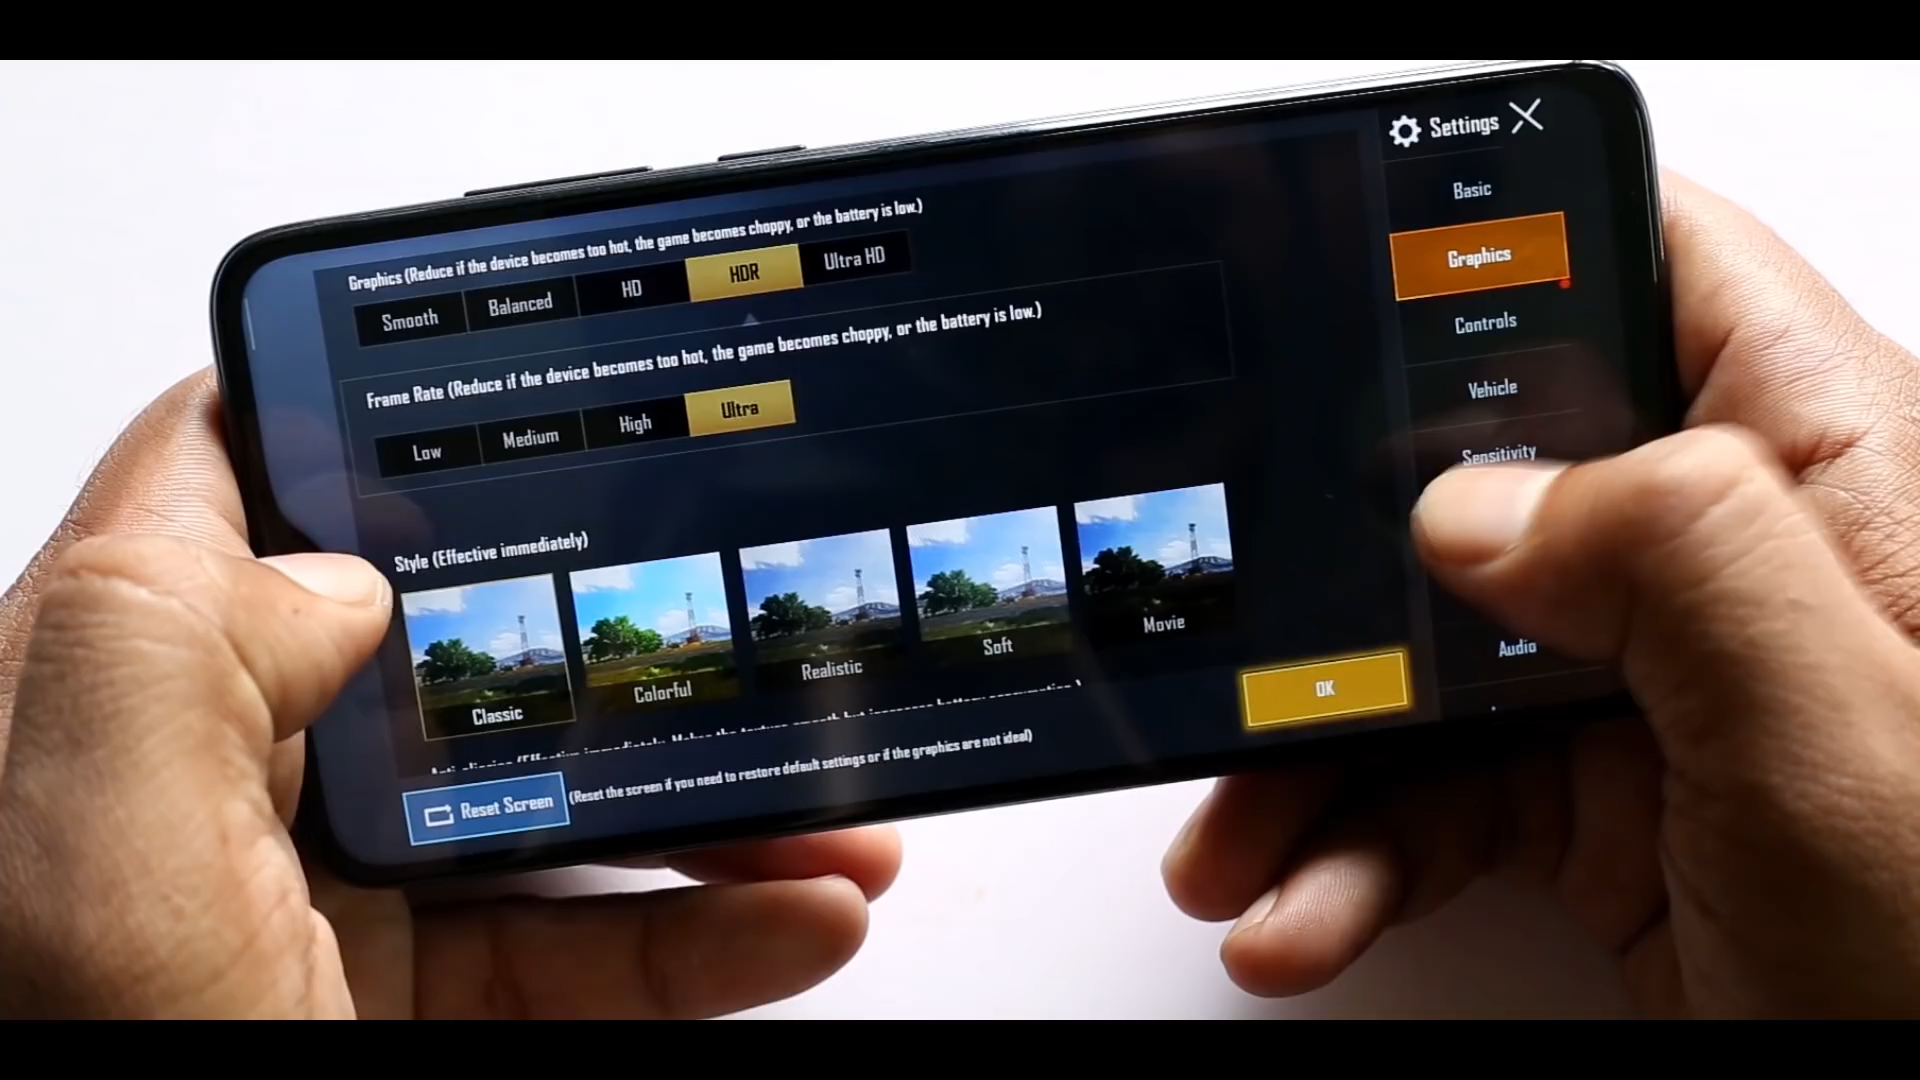 Settings
Basic
Graphics
Controls
Vehicle
Sensitivity
Audio
Graphics (Reduce if the device becomes too hot, the game becomes choppy, or the battery is low.)
Smooth
Balanced
HD
HDR
Ultra HD
Frame Rate (Reduce if the device becomes too hot, the game becomes choppy, or the battery is low.)
Low
Medium
High
Ultra
Style (Effective immediately)
Classic
Colorful
Realistic
Soft
Movie
OK
Reset Screen
(Reset the screen if you need to restore default settings or if the graphics are not ideal)